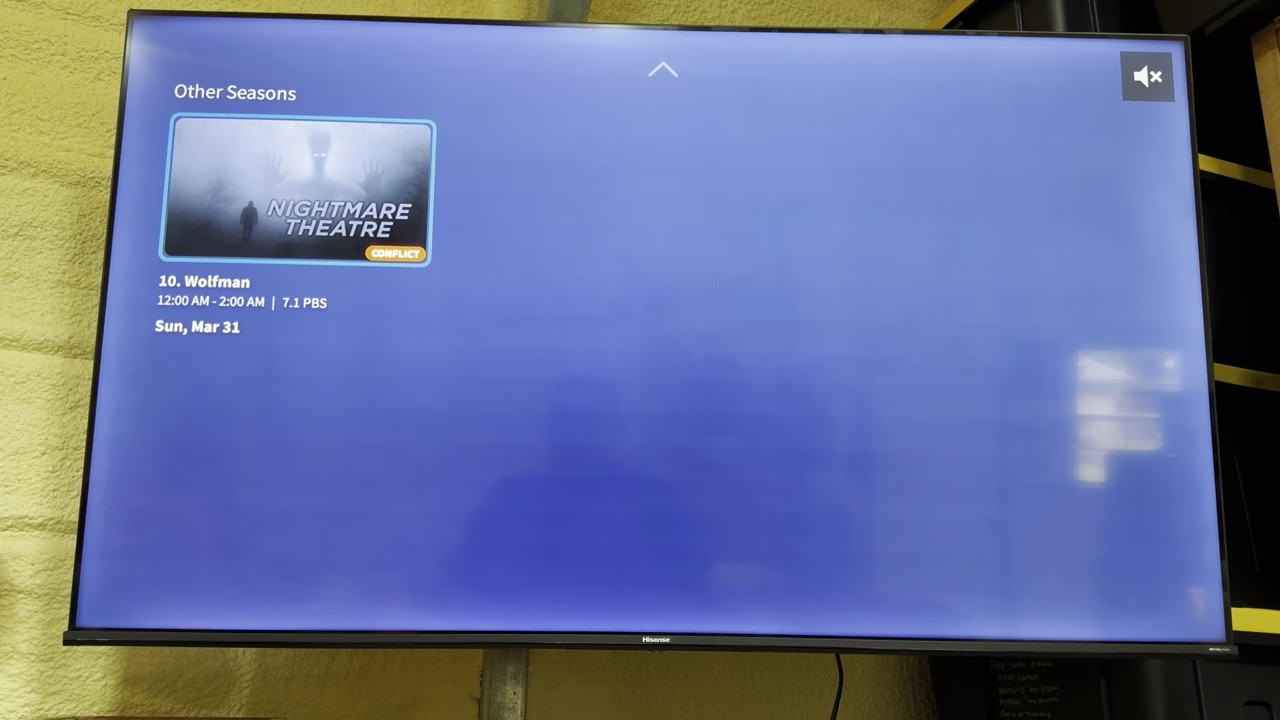 Other Seasons
NIGHTMARE
THEATRE
CONFLICT
10. Wolfman
12:00 AM - 2:00 AM | 7.1 PBS
Sun, Mar 31
Hisense